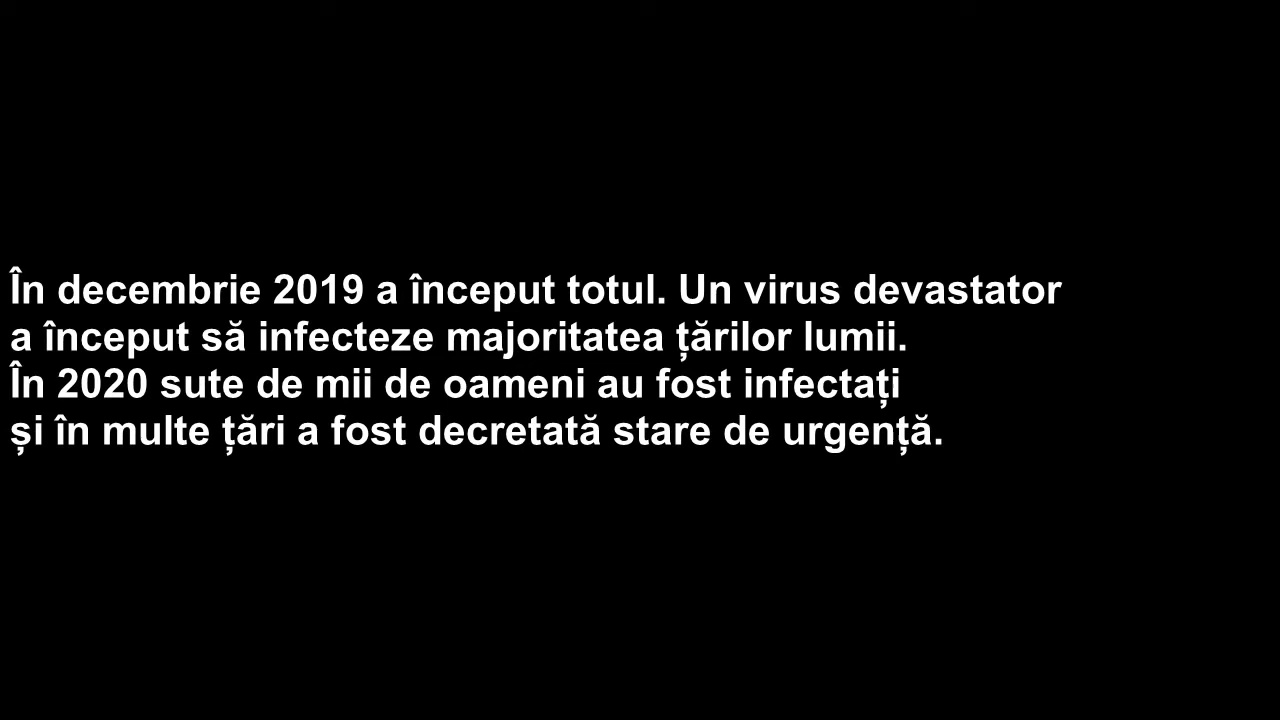 În decembrie 2019 a început totul. Un virus devastator
a început să infecteze majoritatea țărilor lumii.
În 2020 sute de mii de oameni au fost infectați
și în multe țări a fost decretată stare de urgență.